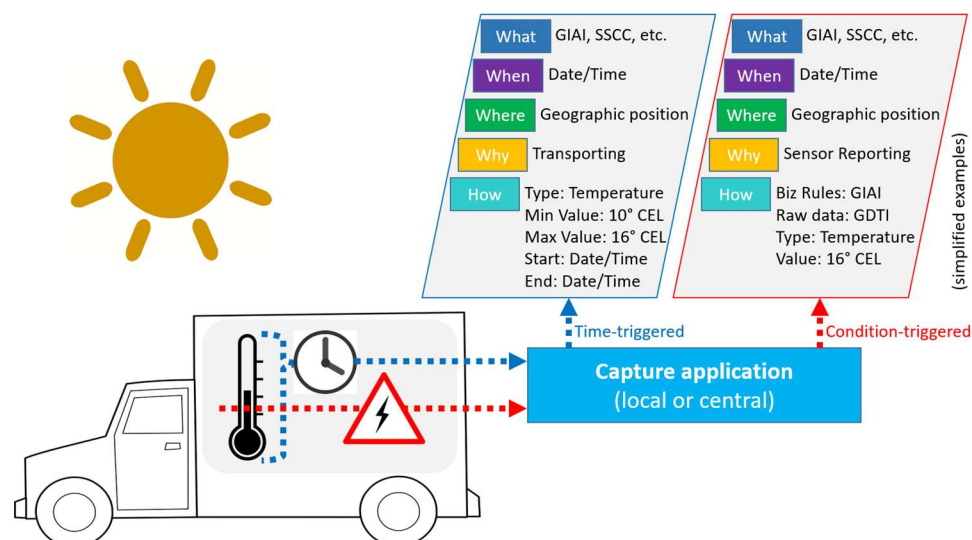 What GIAI, SSCC, etc.
When Date/Time
Where Geographic position
Why Transporting
How Type: Temperature
Min Value: 10° CEL
Max Value: 16° CEL
Start: Date/Time
End: Date/Time
What GIAI, SSCC, etc.
When Date/Time
Where Geographic position
Why Sensor Reporting
How Biz Rules: GIAI
Raw data: GDTI
Type: Temperature
Value: 16° CEL
(simplified examples)
Time-triggered
Condition-triggered
Capture application
(local or central)